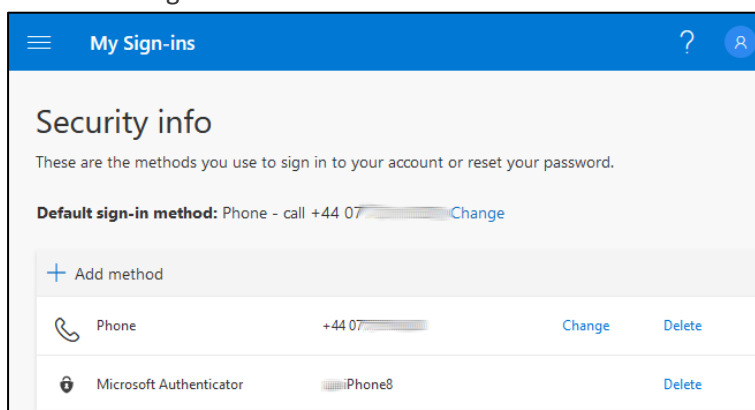 My Sign-ins ?
Security info
These are the methods you use to sign in to your account or reset your password.
Default sign-in method: Phone - call +44 07 Change
+ Add method
Phone +44 07 Change Delete
Microsoft Authenticator iPhone8 Delete